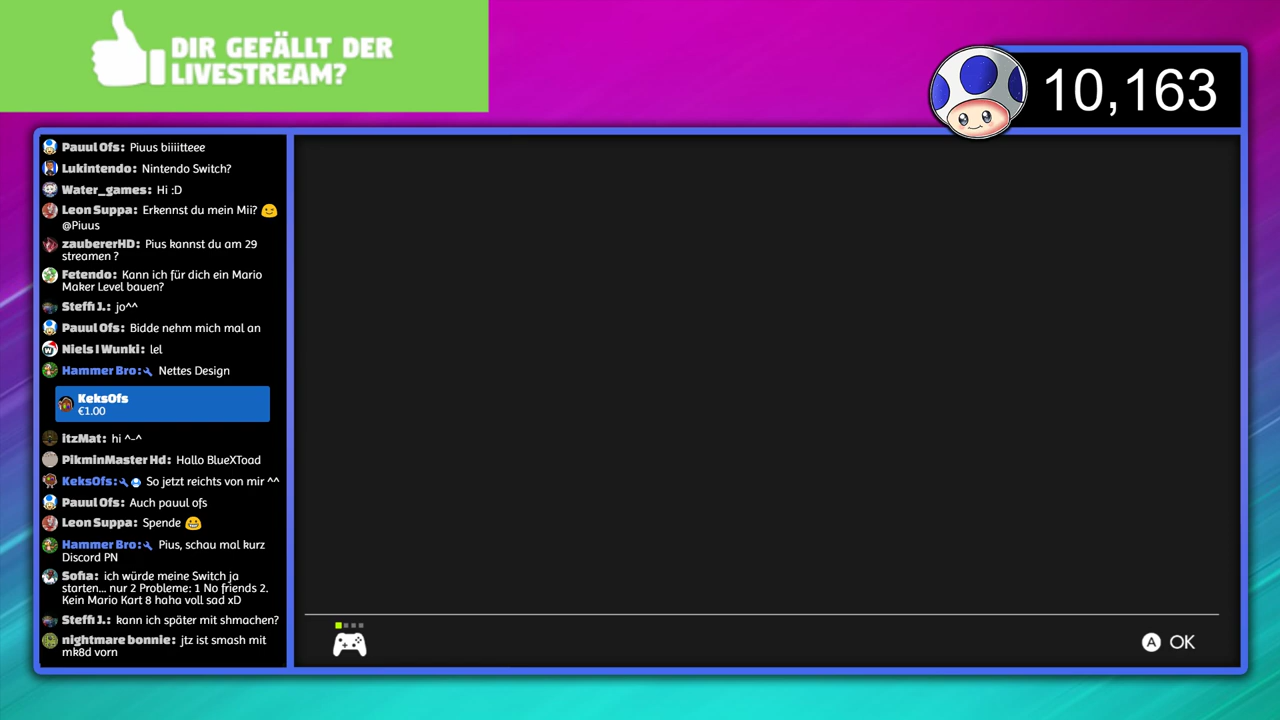 DIR GEFÄLLT DER
LIVESTREAM?
10,163
Pauul Ofs: Piuus biiiitteee
Lukintendo: Nintendo Switch?
Water_games: Hi :D
Leon Suppa: Erkennst du mein Mii? 😉
@Piuus
zaubererHD: Pius kannst du am 29
streamen ?
Fetendo: Kann ich für dich ein Mario
Maker Level bauen?
Steffi J.: jo^^
Pauul Ofs: Bidde nehm mich mal an
Niels I Wunki: lel
Hammer Bro: Nettes Design
KeksOfs
€1.00
itzMat: hi ^-^
PikminMaster Hd: Hallo BlueXToad
KeksOfs: So jetzt reichts von mir ^^
Pauul Ofs: Auch pauul ofs
Leon Suppa: Spende 😀
Hammer Bro: Pius, schau mal kurz
Discord PN
Sofia: ich würde meine Switch ja
starten... nur 2 Probleme: 1 No friends 2.
Kein Mario Kart 8 haha voll sad xD
Steffi J.: kann ich später mit shmachen?
nightmare bonnie: jtz ist smash mit
mk8d vorn
A OK